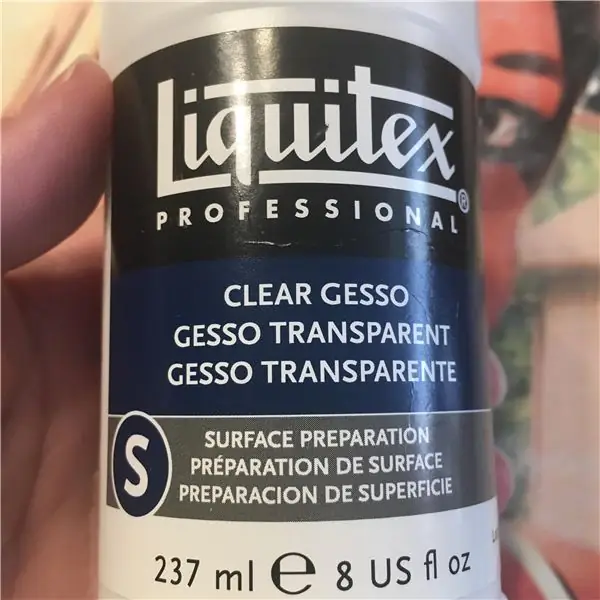 Liquitex®
PROFESSIONAL
CLEAR GESSO
GESSO TRANSPARENT
GESSO TRANSPARENTE
S
SURFACE PREPARATION
PRÉPARATION DE SURFACE
PREPARACION DE SUPERFICIE
237 ml ℮ 8 US fl oz